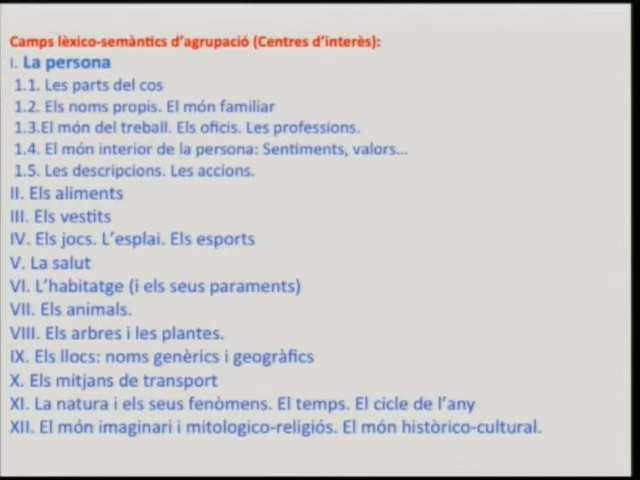 Camps lèxico-semàntics d'agrupació (Centres d'interès):
I. La persona
1.1. Les parts del cos
1.2. Els noms propis. El món familiar
1.3.El món del treball. Els oficis. Les professions.
1.4. El món interior de la persona: Sentiments, valors...
1.5. Les descripcions. Les accions.
II. Els aliments
III. Els vestits
IV. Els jocs. L'esplai. Els esports
V. La salut
VI. L'habitatge (i els seus paraments)
VII. Els animals.
VIII. Els arbres i les plantes.
IX. Els llocs: noms genèrics i geogràfics
X. Els mitjans de transport
XI. La natura i els seus fenòmens. El temps. El cicle de l'any
XII. El món imaginari i mitologico-religiós. El món històrico-cultural.